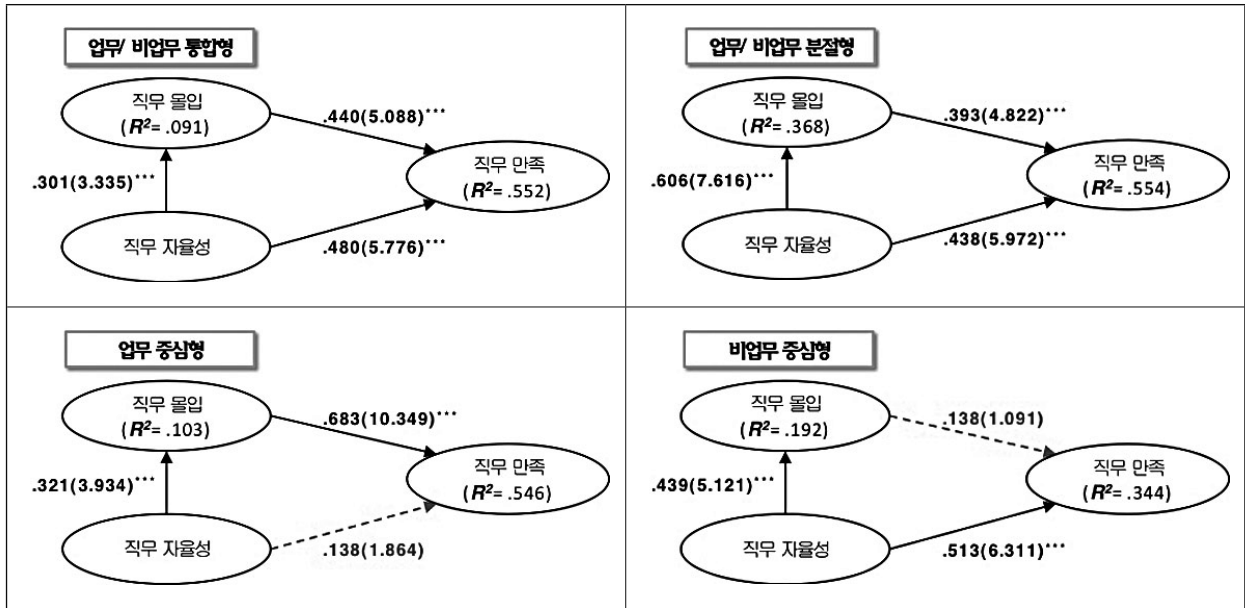 업무/ 비업무 통합형
직무 몰입
(R²= .091)
.440(5.088)***
직무 만족
(R²= .552)
.301(3.335)***
직무 자율성
.480(5.776)***
업무/ 비업무 분절형
직무 몰입
(R²= .368)
.393(4.822)***
직무 만족
(R²= .554)
.606(7.616)***
직무 자율성
.438(5.972)***
업무 중심형
직무 몰입
(R²= .103)
.683(10.349)***
직무 만족
(R²= .546)
.321(3.934)***
직무 자율성
.138(1.864)
비업무 중심형
직무 몰입
(R²= .192)
.138(1.091)
직무 만족
(R²= .344)
.439(5.121)***
직무 자율성
.513(6.311)***